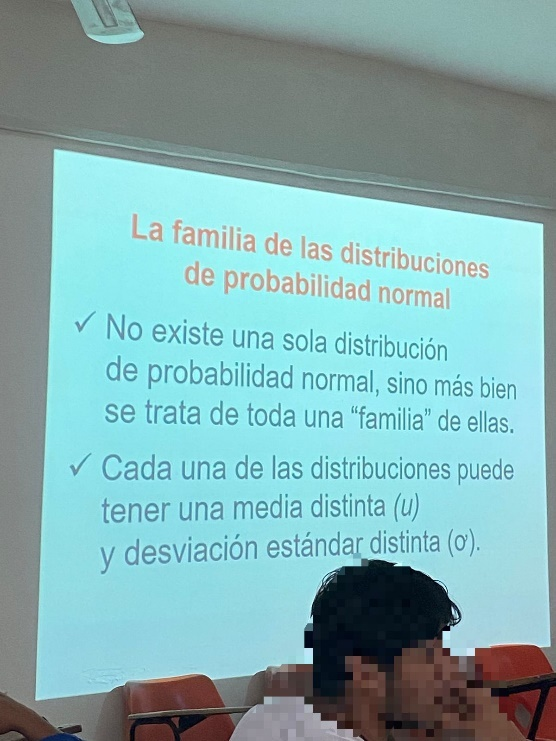 La familia de las distribuciones
de probabilidad normal
✓ No existe una sola distribución
de probabilidad normal, sino más bien
se trata de toda una “familia” de ellas.
✓ Cada una de las distribuciones puede
tener una media distinta (u)
y desviación estándar distinta (σ).